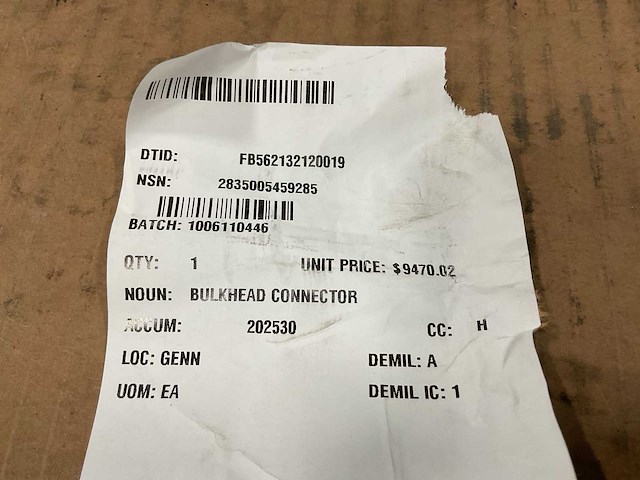 DTID: FB562132120019
NSN: 2835005459285
BATCH: 1006110446
QTY: 1 UNIT PRICE: $9470.02
NOUN: BULKHEAD CONNECTOR
ACCUM: 202530 CC: H
LOC: GENN DEMIL: A
UOM: EA DEMIL IC: 1